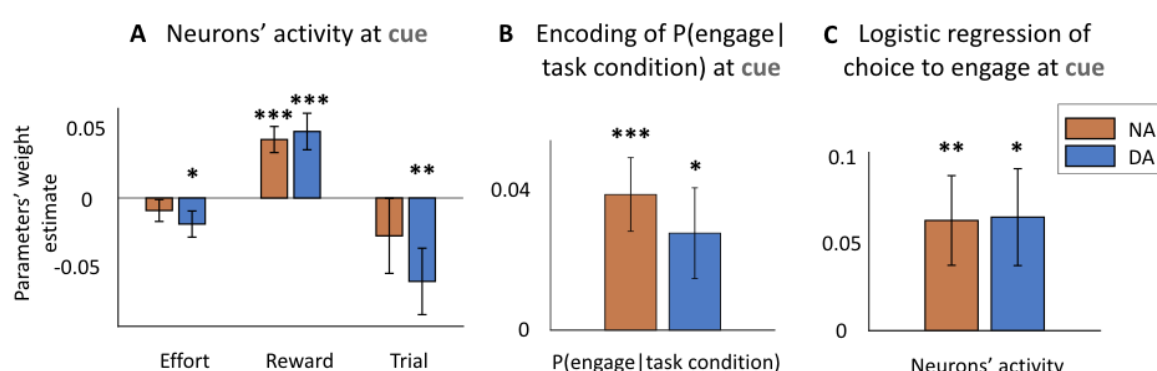 A Neurons' activity at cue
Parameters' weight
estimate
0.05
0
-0.05
*
***
***
**
Effort
Reward
Trial
B Encoding of P(engage|
task condition) at cue
0.04
0
***
*
P(engage|task condition)
C Logistic regression of
choice to engage at cue
0.1
0.05
0
**
*
Neurons' activity
NA
DA